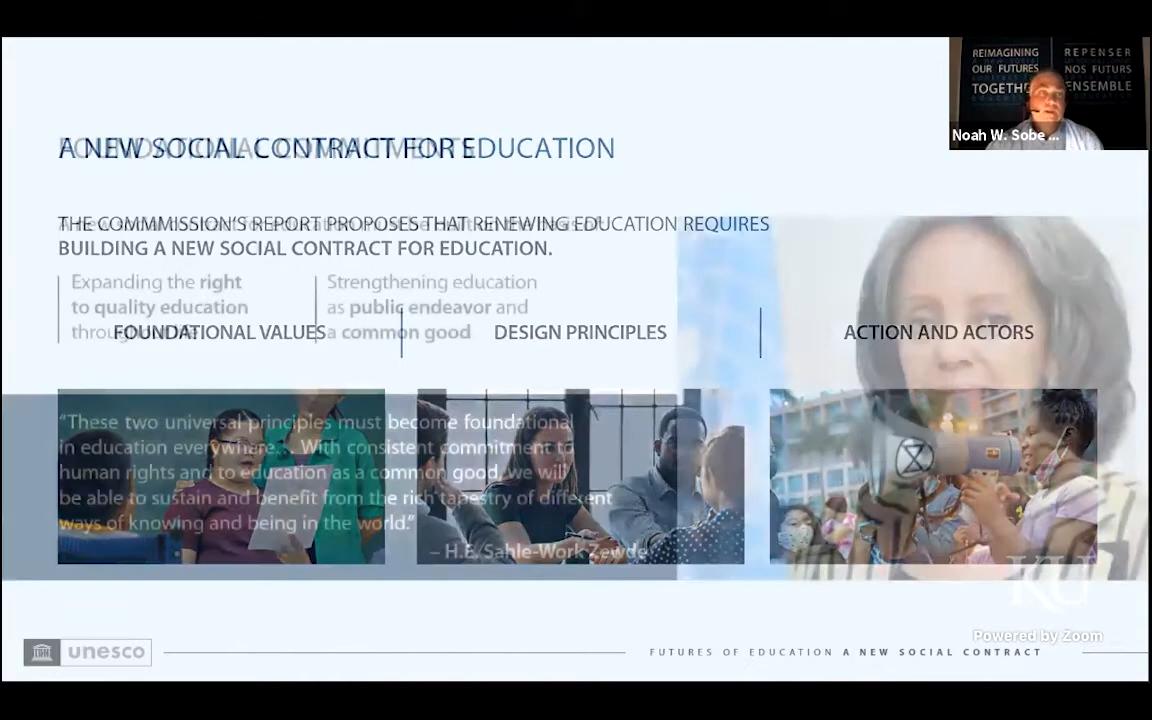 REIMAGINING
OUR FUTURES
TOGETHE
REPENSER
NOS FUTURS
ENSEMBLE
Noah W. Sobe ...
A NEW SOCIAL CONTRACT FOR EDUCATION
FOUNDATIONAL COMMITMENTS
THE COMMMISSION'S REPORT PROPOSES THAT RENEWING EDUCATION REQUIRES
BUILDING A NEW SOCIAL CONTRACT FOR EDUCATION.
Expanding the right
to quality education
Strengthening education
as public endeavor and
a common good
FOUNDATIONAL VALUES
DESIGN PRINCIPLES
ACTION AND ACTORS
“These two universal principles must become foundational
in education everywhere... With consistent commitment to
human rights and to education as a common good, we will
be able to sustain and benefit from the rich tapestry of different
ways of knowing and being in the world.”
– H.E. Sahle-Work Zewde
KU
Powered by Zoom
unesco
FUTURES OF EDUCATION A NEW SOCIAL CONTRACT